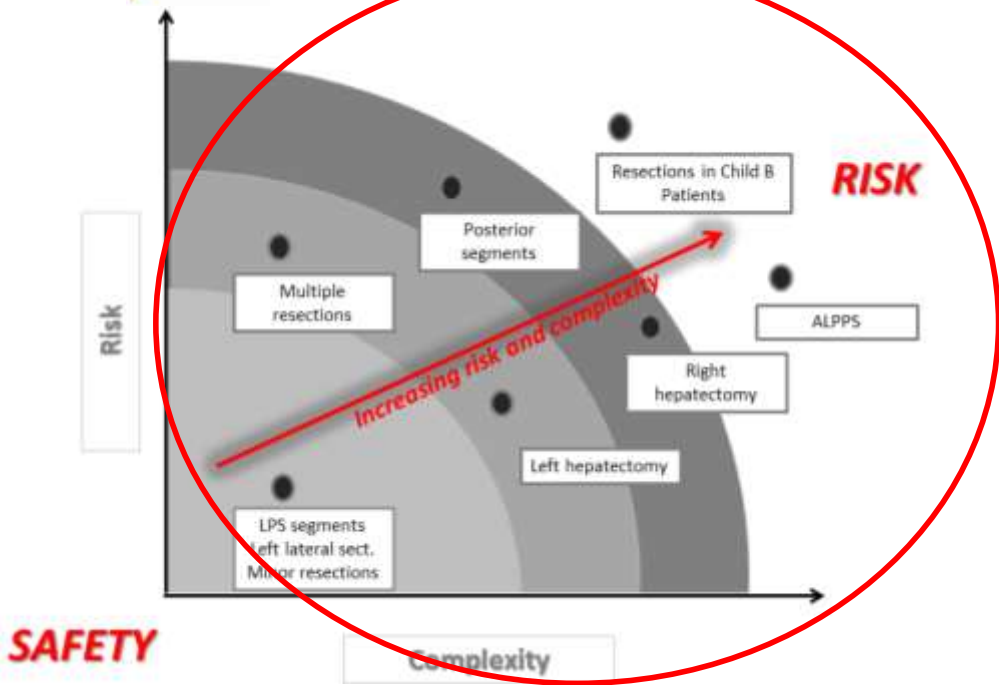 Resections in Child B
Patients
RISK
Posterior
segments
Multiple
resections
ALPPS
Increasing risk and complexity
Risk
Right
hepatectomy
Left hepatectomy
LPS segments
Left lateral sect.
Minor resections
SAFETY
Complexity